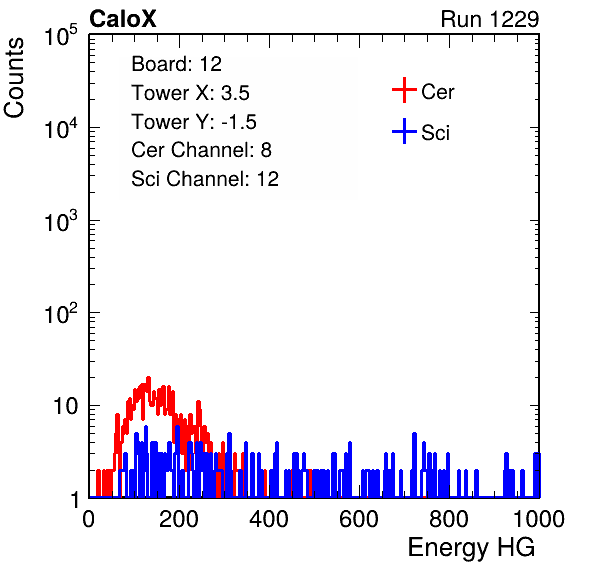 CaloX Run 1229
Counts
10^5
10^4
10^3
10^2
10
1
Board: 12
Tower X: 3.5
Tower Y: -1.5
Cer Channel: 8
Sci Channel: 12
Cer
Sci
0 200 400 600 800 1000
Energy HG